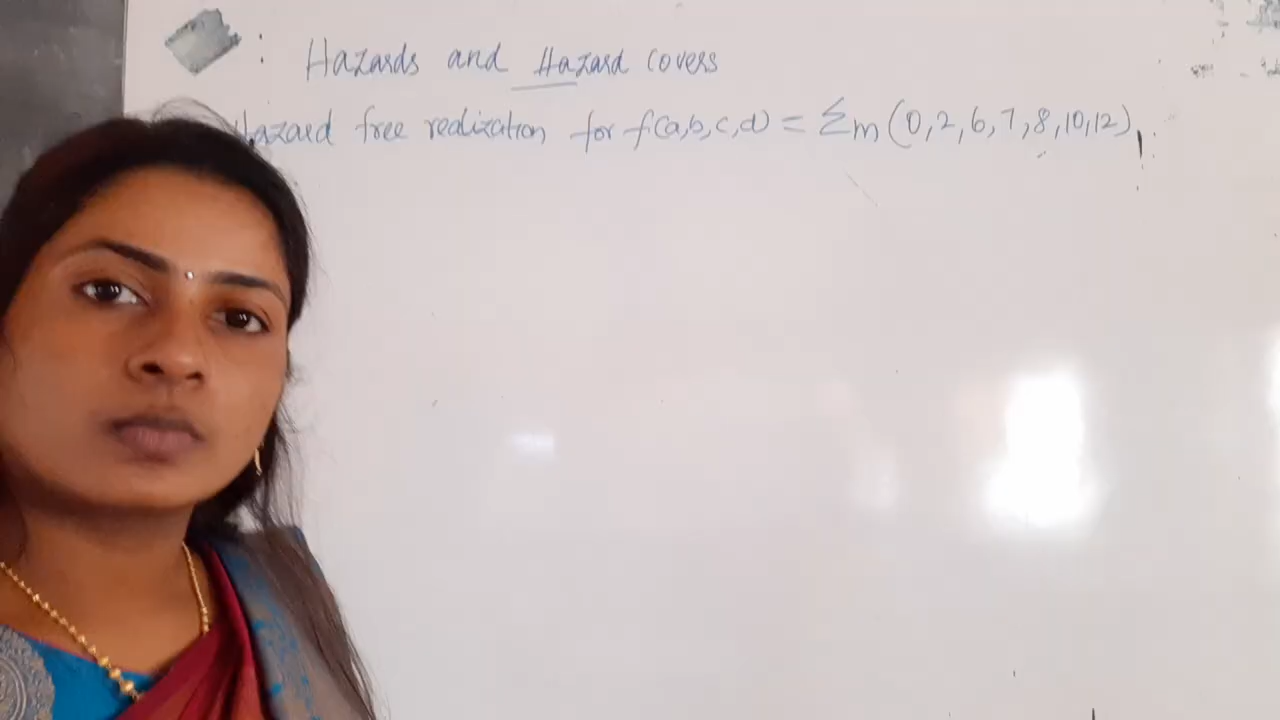 : Hazards and Hazard covers
Hazard free realization for f(a,b,c,d) = Σm(0,2,6,7,8,10,12)